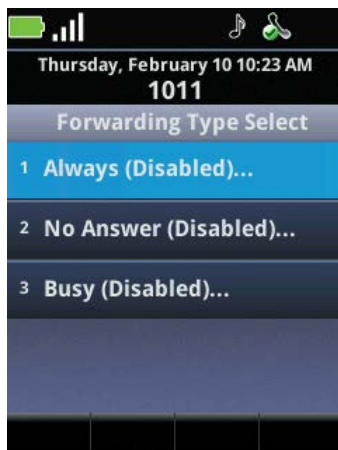 Thursday, February 10 10:23 AM
1011
Forwarding Type Select
1 Always (Disabled)...
2 No Answer (Disabled)...
3 Busy (Disabled)...